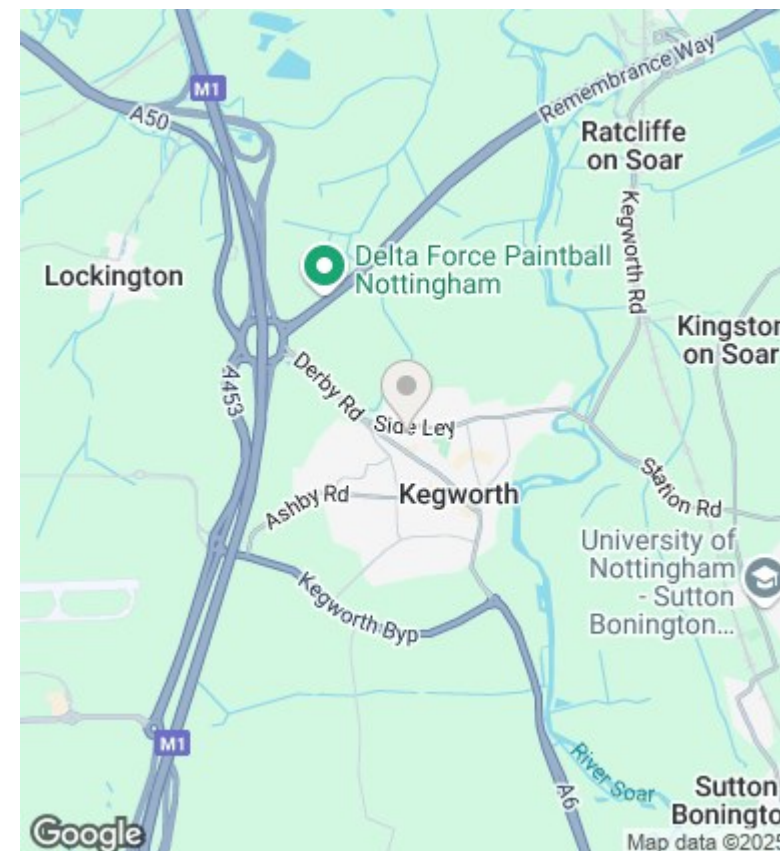 Remembrance Way
M1
A50
Ratcliffe
on Soar
Kegworth Rd
Lockington
Delta Force Paintball
Nottingham
Kingston
on Soar
A453
Derby Rd
Side Ley
Kegworth
Ashby Rd
Station Rd
University of
Nottingham
- Sutton
Bonington...
Kegworth Byp
M1
A6
River Soar
Sutton
Bonington
Google
Map data ©2025